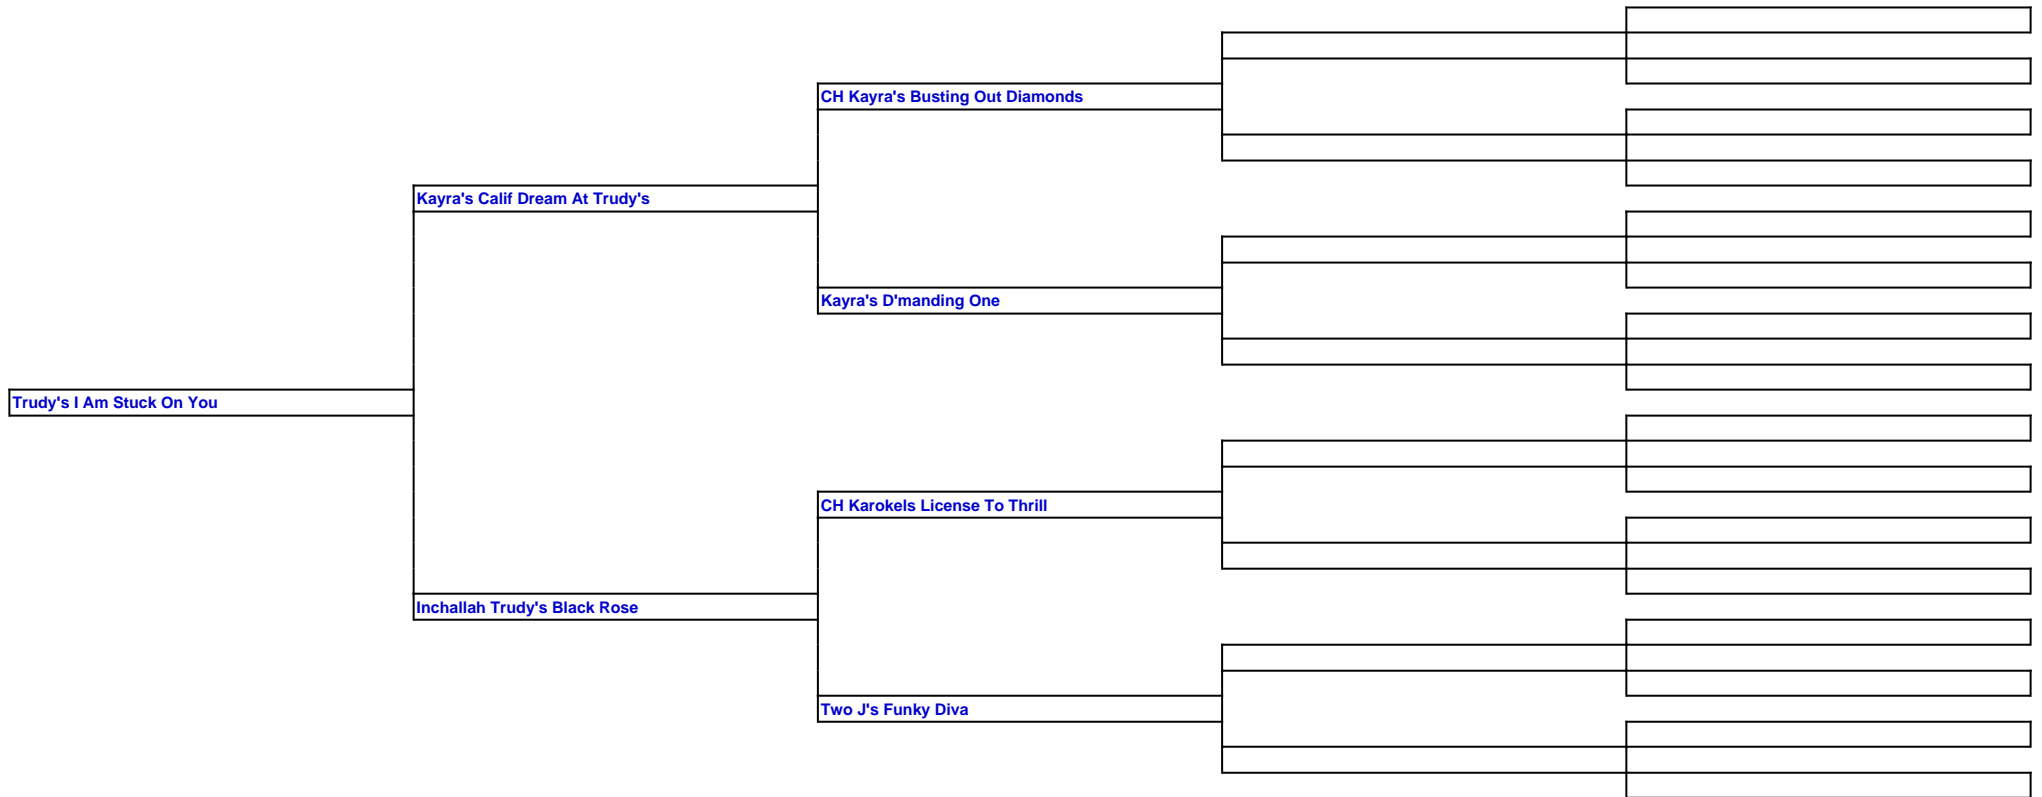 CH Kayra's Busting Out Diamonds
Kayra's Calif Dream At Trudy's
Kayra's D'manding One
Trudy's I Am Stuck On You
CH Karokels License To Thrill
Inchallah Trudy's Black Rose
Two J's Funky Diva